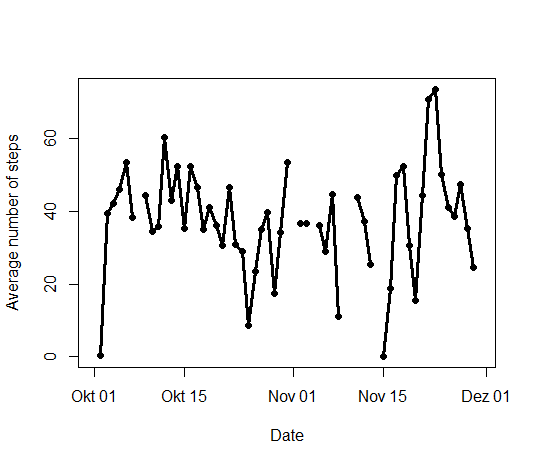 Average number of steps
60
40
20
0
Okt 01
Okt 15
Nov 01
Nov 15
Dez 01
Date